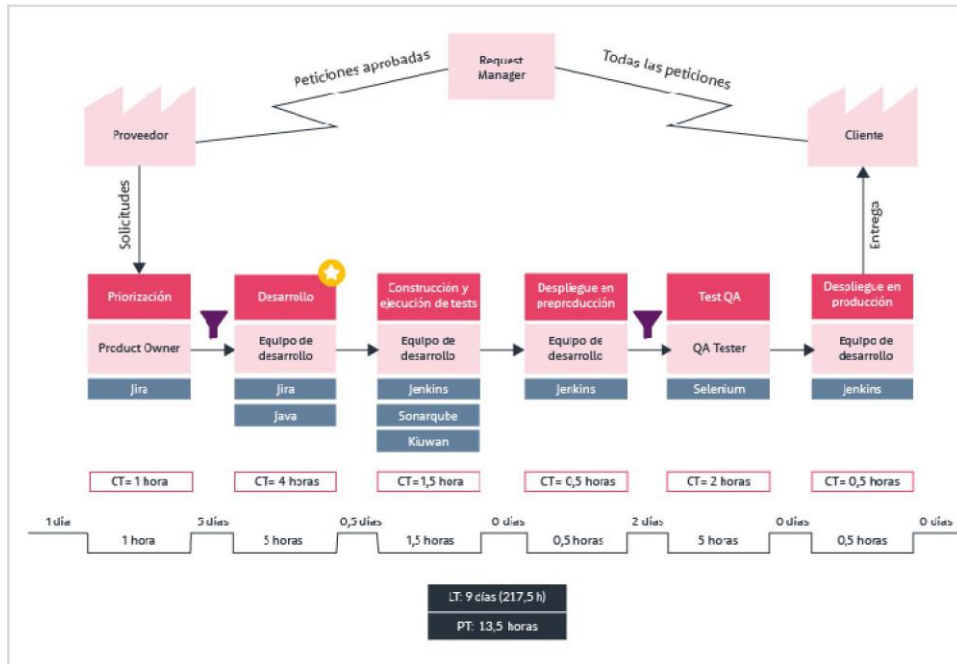 Request
Manager
Peticiones aprobadas
Todas las peticiones
Proveedor
Cliente
Solicitudes
Entrega
Priorización
Desarrollo
Construcción y
ejecución de tests
Despliegue en
preproducción
Test QA
Despliegue en
producción
Product Owner
Equipo de
desarrollo
Equipo de
desarrollo
Equipo de
desarrollo
QA Tester
Equipo de
desarrollo
Jira
Jira
Jenkins
Jenkins
Selenium
Jenkins
Java
Sonarqube
Kiuwan
CT= 1 hora
CT= 4 horas
CT=1,5 hora
CT= 0,5 horas
CT= 2 horas
CT= 0,5 horas
1 día
5 días
0,5 días
0 días
2 días
0 días
0 días
1 hora
5 horas
1,5 horas
0,5 horas
5 horas
0,5 horas
LT: 9 días (217,5 h)
PT: 13,5 horas